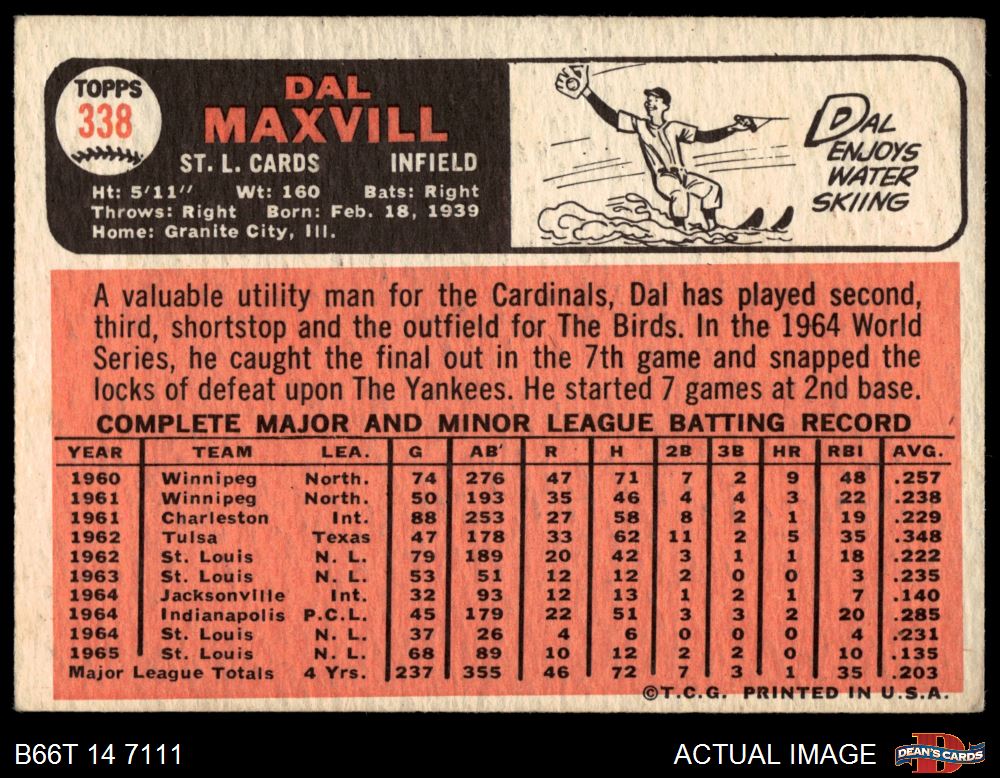 TOPPS
338
DAL
MAXVILL
ST. L. CARDS INFIELD
Ht: 5'11" Wt: 160 Bats: Right
Throws: Right Born: Feb. 18, 1939
Home: Granite City, Ill.
DAL
ENJOYS
WATER
SKIING
A valuable utility man for the Cardinals, Dal has played second,
third, shortstop and the outfield for The Birds. In the 1964 World
Series, he caught the final out in the 7th game and snapped the
locks of defeat upon The Yankees. He started 7 games at 2nd base.
COMPLETE MAJOR AND MINOR LEAGUE BATTING RECORD
YEAR TEAM LEA. G AB R H 2B 3B HR RBI AVG.
1960 Winnipeg North. 74 276 47 71 7 2 9 48 .257
1961 Winnipeg North. 50 193 35 46 4 4 3 22 .238
1961 Charleston Int. 88 253 27 58 8 2 1 19 .229
1962 Tulsa Texas 47 178 33 62 11 2 5 35 .348
1962 St. Louis N. L. 79 189 20 42 3 1 1 18 .222
1963 St. Louis N. L. 53 51 12 12 2 0 0 3 .235
1964 Jacksonville Int. 32 93 12 13 1 2 1 7 .140
1964 Indianapolis P.C.L. 45 179 22 51 3 3 2 20 .285
1964 St. Louis N. L. 37 26 4 6 0 0 0 4 .231
1965 St. Louis N. L. 68 89 10 12 2 2 0 10 .135
Major League Totals 4 Yrs. 237 355 46 72 7 3 1 35 .203
©T.C.G. PRINTED IN U.S.A.
B66T 14 7111
ACTUAL IMAGE
DEAN'S CARDS